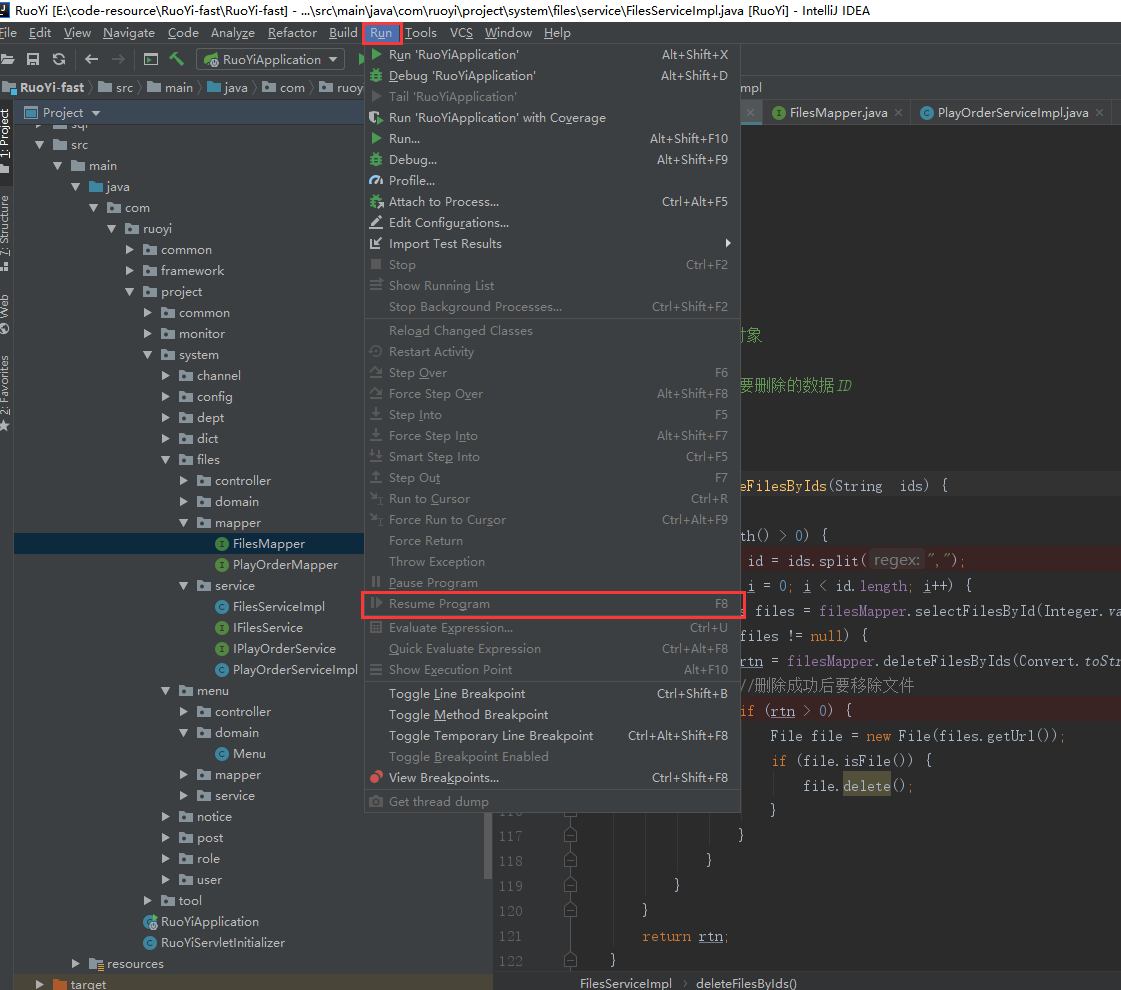 RuoYi [E:\code-resource\RuoYi-fast\RuoYi-fast] - ...\src\main\java\com\ruoyi\project\system\files\service\FilesServiceImpl.java [RuoYi] - IntelliJ IDEA
File Edit View Navigate Code Analyze Refactor Build Run Tools VCS Window Help
RuoYiApplication
RuoYi-fast src main java com ruoy
mpl
Project
FilesMapper.java
PlayOrderServiceImpl.java
1: Project
7: Structure
Web
2: Favorites
sql
src
main
java
com
ruoyi
common
framework
project
common
monitor
system
channel
config
dept
dict
files
controller
domain
mapper
FilesMapper
PlayOrderMapper
service
FilesServiceImpl
IFilesService
IPlayOrderService
PlayOrderServiceImpl
menu
controller
domain
Menu
mapper
service
notice
post
role
user
tool
RuoYiApplication
RuoYiServletInitializer
resources
target
Run 'RuoYiApplication' Alt+Shift+X
Debug 'RuoYiApplication' Alt+Shift+D
Tail 'RuoYiApplication'
Run 'RuoYiApplication' with Coverage
Run... Alt+Shift+F10
Debug... Alt+Shift+F9
Profile...
Attach to Process... Ctrl+Alt+F5
Edit Configurations...
Import Test Results
Stop Ctrl+F2
Show Running List
Stop Background Processes... Ctrl+Shift+F2
Reload Changed Classes
Restart Activity
Step Over F6
Force Step Over Alt+Shift+F8
Step Into F5
Force Step Into Alt+Shift+F7
Smart Step Into Ctrl+F5
Step Out F7
Run to Cursor Ctrl+R
Force Run to Cursor Ctrl+Alt+F9
Force Return
Throw Exception
Pause Program
Resume Program F8
Evaluate Expression... Ctrl+U
Quick Evaluate Expression Ctrl+Alt+F8
Show Execution Point Alt+F10
Toggle Line Breakpoint Ctrl+Shift+B
Toggle Method Breakpoint
Toggle Temporary Line Breakpoint Ctrl+Alt+Shift+F8
Toggle Breakpoint Enabled
View Breakpoints... Ctrl+Shift+F8
Get thread dump
对象
要删除的数据ID
eFilesByIds(String ids) {
th() > 0) {
id = ids.split( regex: ",");
i = 0; i < id.length; i++) {
s files = filesMapper.selectFilesById(Integer.va
files != null) {
rtn = filesMapper.deleteFilesByIds(Convert.toStr
//删除成功后要移除文件
if (rtn > 0) {
File file = new File(files.getUrl());
if (file.isFile()) {
file.delete();
116 }
117 }
118 }
119 }
120 }
121 return rtn;
122 }
FilesServiceImpl deleteFilesByIds()